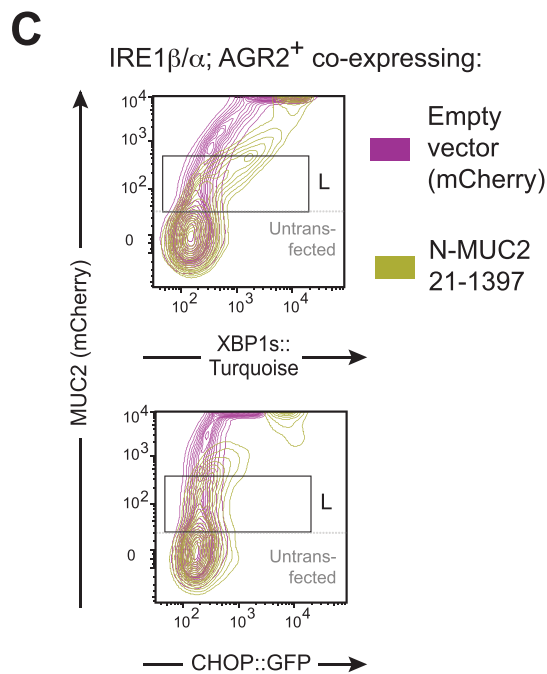 C
IRE1β/α; AGR2⁺ co-expressing:
10⁴
10³
10²
0
L
Untrans-
fected
10² 10³ 10⁴
XBP1s::
Turquoise
Empty
vector
(mCherry)
N-MUC2
21-1397
MUC2 (mCherry)
10⁴
10³
10²
0
L
Untrans-
fected
10² 10³ 10⁴
CHOP::GFP